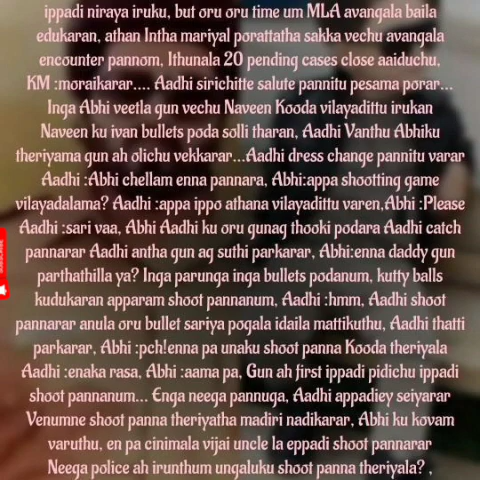 ippadi niraya iruku, but oru oru time um MLA avangala baila
edukaran, athan Intha mariyal porattatha sakka vechu avangala
encounter pannom, Ithunala 20 pending cases close aaiduchu,
KM :moraikarar.... Aadhi sirichitte salute pannitu pesama porar...
Inga Abhi veetla gun vechu Naveen Kooda vilayadittu irukan
Naveen ku ivan bullets poda solli tharan, Aadhi Vanthu Abhiku
theriyama gun ah olichu vekkarar...Aadhi dress change pannitu varar
Aadhi :Abhi chellam enna pannara, Abhi:appa shootting game
vilayadalama? Aadhi :appa ippo athana vilayadittu varen,Abhi :Please
Aadhi :sari vaa, Abhi Aadhi ku oru gunag thooki podara Aadhi catch
pannarar Aadhi antha gun ag suthi parkarar, Abhi:enna daddy gun
parthathilla ya? Inga parunga inga bullets podanum, kutty balls
kudukaran apparam shoot pannanum, Aadhi :hmm, Aadhi shoot
pannarar anula oru bullet sariya pogala idaila mattikuthu, Aadhi thatti
parkarar, Abhi :pch!enna pa unaku shoot panna Kooda theriyala
Aadhi :enaka rasa, Abhi :aama pa, Gun ah first ippadi pidichu ippadi
shoot pannanum... Enga neega pannuga, Aadhi appadiey seiyarar
Venumne shoot panna theriyatha madiri nadikarar, Abhi ku kovam
varuthu, en pa cinimala vijai uncle la eppadi shoot pannarar
Neega police ah irunthum ungaluku shoot panna theriyala? ,
SUBSCRIBE